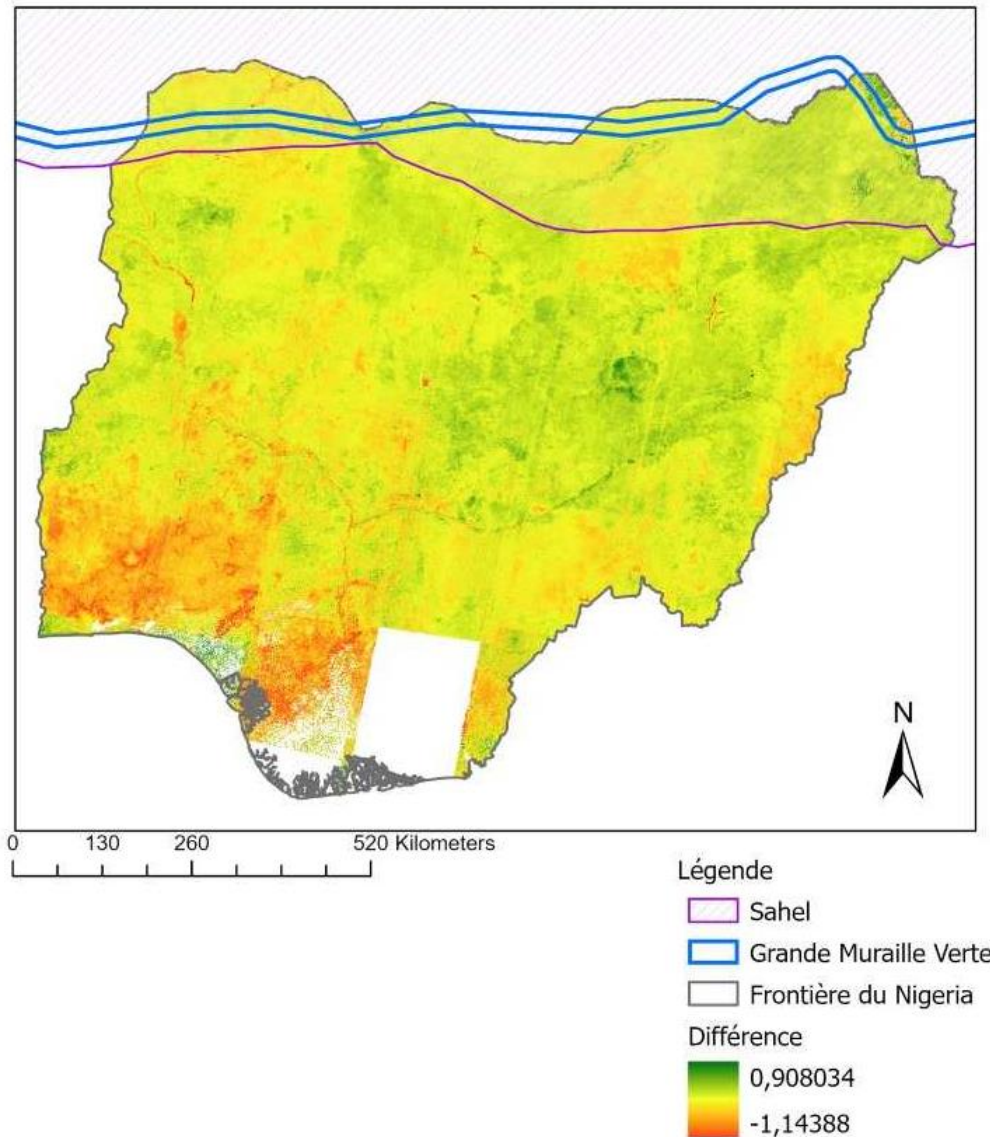 N
0 130 260 520 Kilometers
Légende
Sahel
Grande Muraille Verte
Frontière du Nigeria
Différence
0,908034
-1,14388